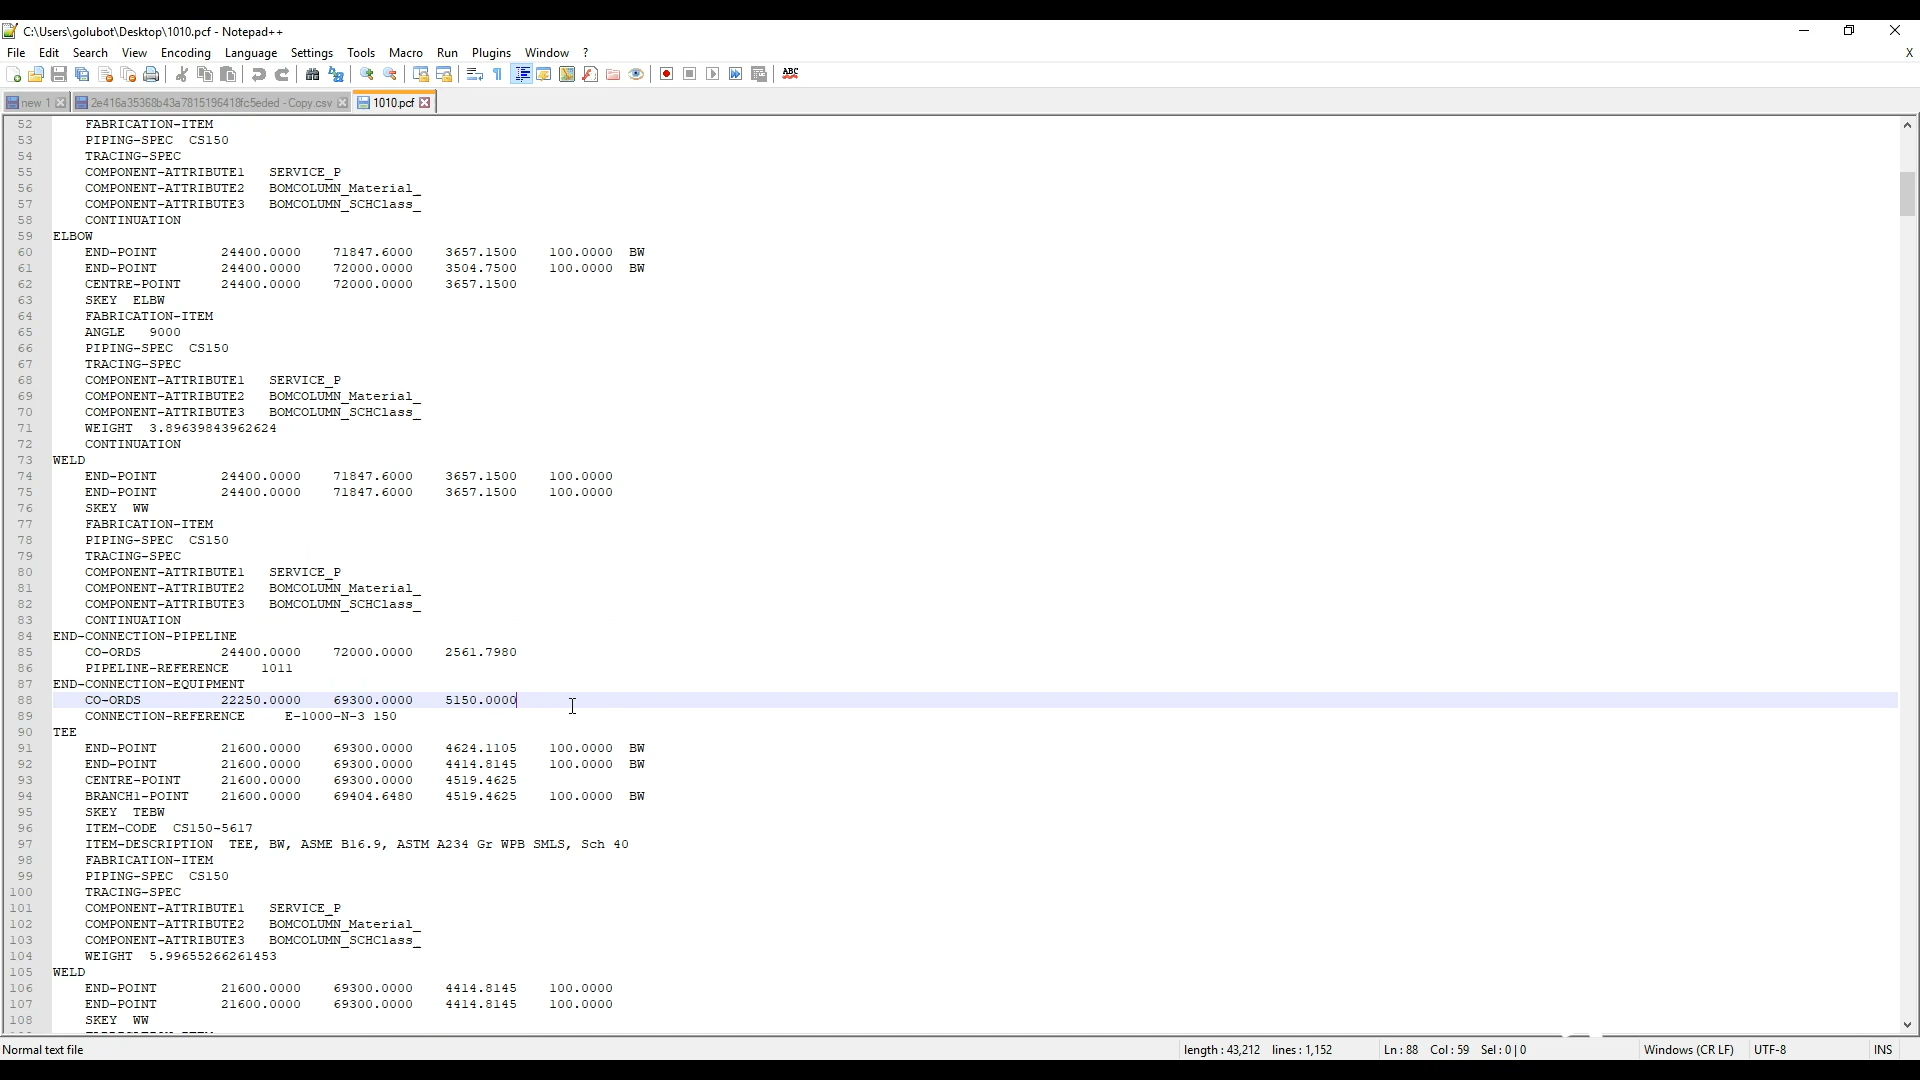 C:\Users\golubot\Desktop\1010.pcf - Notepad++
File Edit Search View Encoding Language Settings Tools Macro Run Plugins Window ? X
ABC
new 1 2e416a35368b43a7815196418fc5eded - Copy.csv 1010.pcf
52 FABRICATION-ITEM
53 PIPING-SPEC CS150
54 TRACING-SPEC
55 COMPONENT-ATTRIBUTE1 SERVICE_P
56 COMPONENT-ATTRIBUTE2 BOMCOLUMN_Material_
57 COMPONENT-ATTRIBUTE3 BOMCOLUMN_SCHClass_
58 CONTINUATION
59 ELBOW
60 END-POINT 24400.0000 71847.6000 3657.1500 100.0000 BW
61 END-POINT 24400.0000 72000.0000 3504.7500 100.0000 BW
62 CENTRE-POINT 24400.0000 72000.0000 3657.1500
63 SKEY ELBW
64 FABRICATION-ITEM
65 ANGLE 9000
66 PIPING-SPEC CS150
67 TRACING-SPEC
68 COMPONENT-ATTRIBUTE1 SERVICE_P
69 COMPONENT-ATTRIBUTE2 BOMCOLUMN_Material_
70 COMPONENT-ATTRIBUTE3 BOMCOLUMN_SCHClass_
71 WEIGHT 3.89639843962624
72 CONTINUATION
73 WELD
74 END-POINT 24400.0000 71847.6000 3657.1500 100.0000
75 END-POINT 24400.0000 71847.6000 3657.1500 100.0000
76 SKEY WW
77 FABRICATION-ITEM
78 PIPING-SPEC CS150
79 TRACING-SPEC
80 COMPONENT-ATTRIBUTE1 SERVICE_P
81 COMPONENT-ATTRIBUTE2 BOMCOLUMN_Material_
82 COMPONENT-ATTRIBUTE3 BOMCOLUMN_SCHClass_
83 CONTINUATION
84 END-CONNECTION-PIPELINE
85 CO-ORDS 24400.0000 72000.0000 2561.7980
86 PIPELINE-REFERENCE 1011
87 END-CONNECTION-EQUIPMENT
88 CO-ORDS 22250.0000 69300.0000 5150.0000
89 CONNECTION-REFERENCE E-1000-N-3 150
90 TEE
91 END-POINT 21600.0000 69300.0000 4624.1105 100.0000 BW
92 END-POINT 21600.0000 69300.0000 4414.8145 100.0000 BW
93 CENTRE-POINT 21600.0000 69300.0000 4519.4625
94 BRANCH1-POINT 21600.0000 69404.6480 4519.4625 100.0000 BW
95 SKEY TEBW
96 ITEM-CODE CS150-5617
97 ITEM-DESCRIPTION TEE, BW, ASME B16.9, ASTM A234 Gr WPB SMLS, Sch 40
98 FABRICATION-ITEM
99 PIPING-SPEC CS150
100 TRACING-SPEC
101 COMPONENT-ATTRIBUTE1 SERVICE_P
102 COMPONENT-ATTRIBUTE2 BOMCOLUMN_Material_
103 COMPONENT-ATTRIBUTE3 BOMCOLUMN_SCHClass_
104 WEIGHT 5.99655266261453
105 WELD
106 END-POINT 21600.0000 69300.0000 4414.8145 100.0000
107 END-POINT 21600.0000 69300.0000 4414.8145 100.0000
108 SKEY WW
Normal text file length : 43,212 lines : 1,152 Ln : 88 Col : 59 Sel : 0 | 0 Windows (CR LF) UTF-8 INS